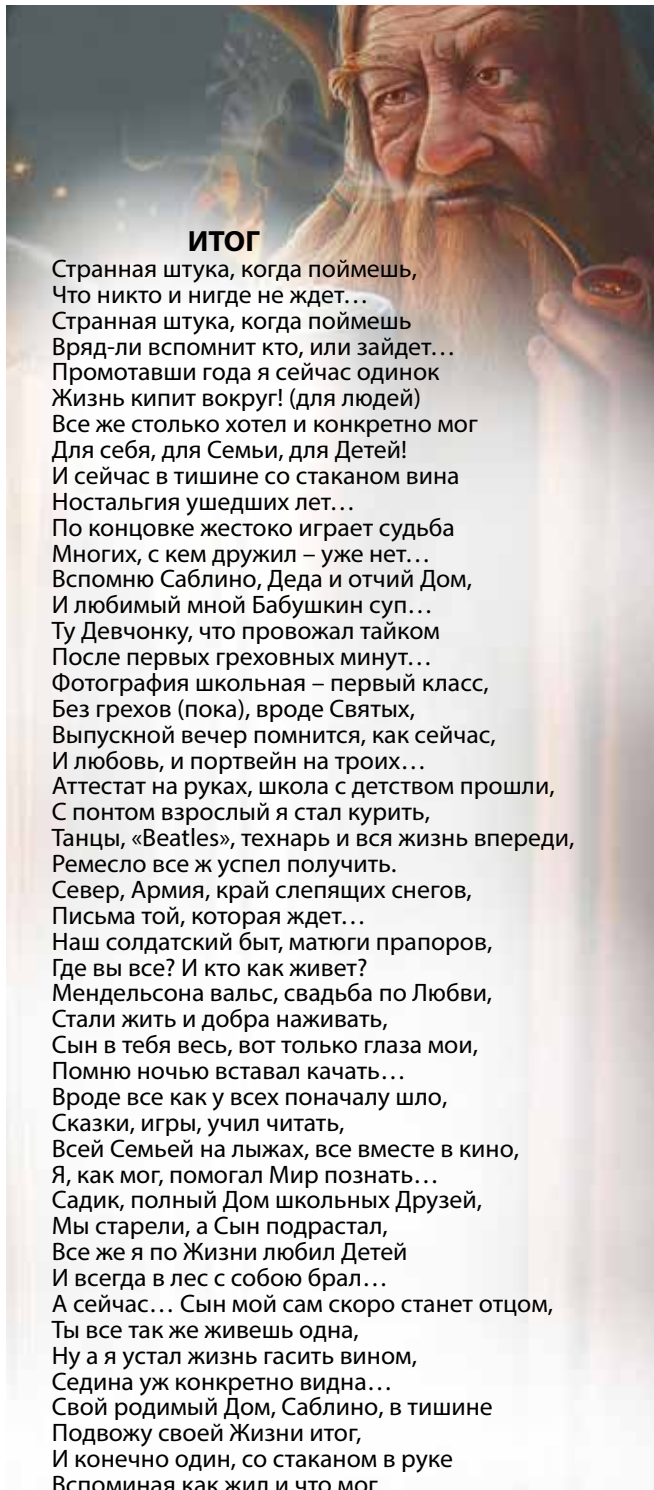 ИТОГ
Странная штука, когда поймешь,
Что никто и нигде не ждет…
Странная штука, когда поймешь
Вряд-ли вспомнит кто, или зайдет…
Промотавши года я сейчас одинок
Жизнь кипит вокруг! (для людей)
Все же столько хотел и конкретно мог
Для себя, для Семьи, для Детей!
И сейчас в тишине со стаканом вина
Ностальгия ушедших лет…
По концовке жестоко играет судьба
Многих, с кем дружил – уже нет…
Вспомню Саблино, Деда и отчий Дом,
И любимый мной Бабушкин суп…
Ту Девчонку, что провожал тайком
После первых греховных минут…
Фотография школьная – первый класс,
Без грехов (пока), вроде Святых,
Выпускной вечер помнится, как сейчас,
И любовь, и портвейн на троих…
Аттестат на руках, школа с детством прошли,
С понтом взрослый я стал курить,
Танцы, «Beatles», технарь и вся жизнь впереди,
Ремесло все ж успел получить.
Север, Армия, край слепящих снегов,
Письма той, которая ждет…
Наш солдатский быт, матюги прапоров,
Где вы все? И кто как живет?
Мендельсона вальс, свадьба по Любви,
Стали жить и добра наживать,
Сын в тебя весь, вот только глаза мои,
Помню ночью вставал качать…
Вроде все как у всех поначалу шло,
Сказки, игры, учил читать,
Всей Семьей на лыжах, все вместе в кино,
Я, как мог, помогал Мир познать…
Садик, полный Дом школьных Друзей,
Мы старели, а Сын подрастал,
Все же я по Жизни любил Детей
И всегда в лес с собою брал…
А сейчас… Сын мой сам скоро станет отцом,
Ты все так же живешь одна,
Ну а я устал жизнь гасить вином,
Седина уж конкретно видна…
Свой родимый Дом, Саблино, в тишине
Подвожу своей Жизни итог,
И конечно один, со стаканом в руке
Вспоминая как жил и что мог